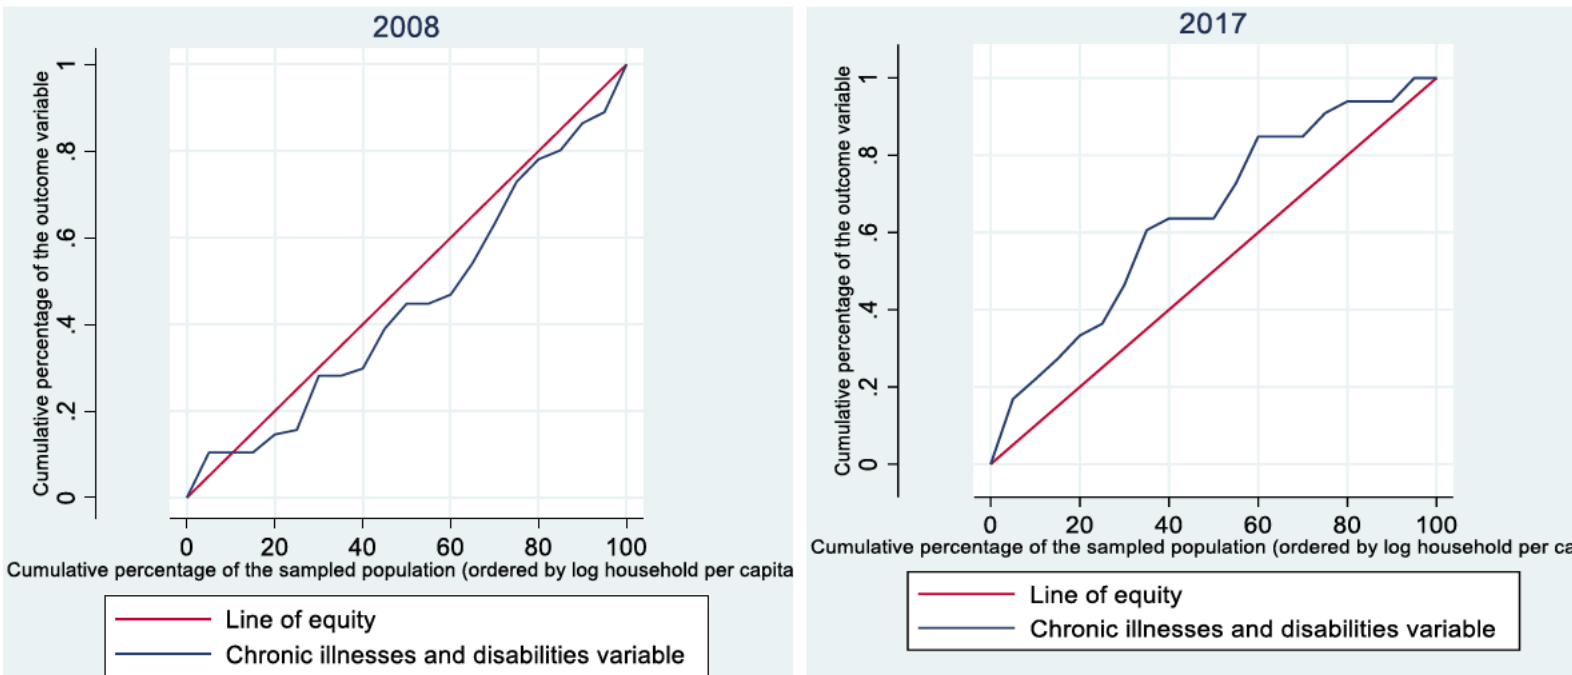 2008
Cumulative percentage of the outcome variable
1
.8
.6
.4
.2
0
0 20 40 60 80 100
Cumulative percentage of the sampled population (ordered by log household per capita
Line of equity
Chronic illnesses and disabilities variable
2017
Cumulative percentage of the outcome variable
1
.8
.6
.4
.2
0
0 20 40 60 80 100
Cumulative percentage of the sampled population (ordered by log household per ca
Line of equity
Chronic illnesses and disabilities variable